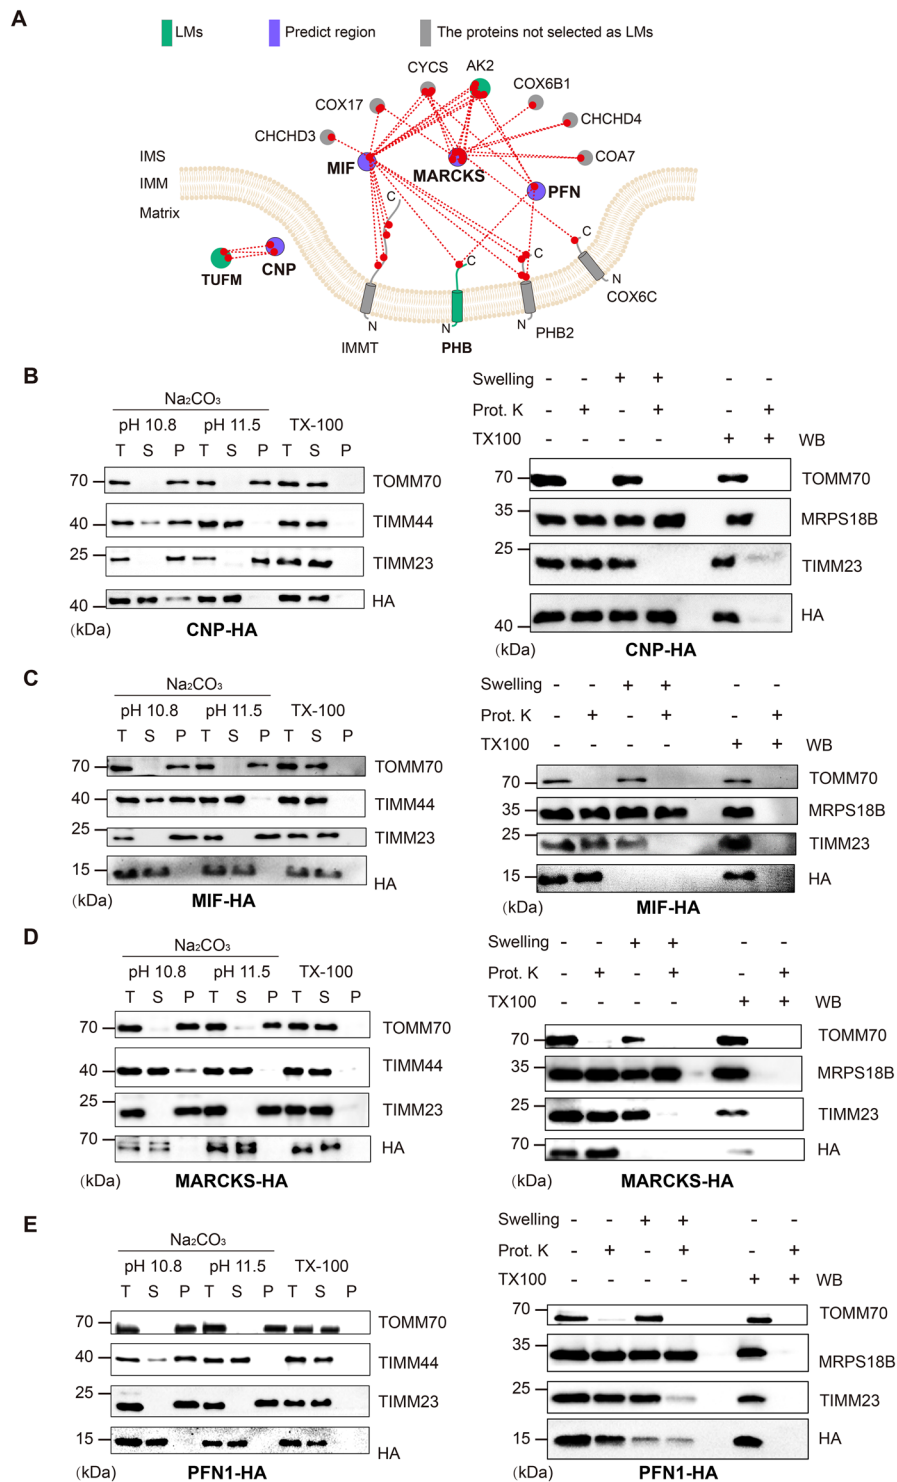 A
LMs Predict region The proteins not selected as LMs
CYCS AK2
COX17 COX6B1
CHCHD3 CHCHD4
IMS MIF MARCKS COA7
IMM PFN
Matrix C
TUFM CNP C C C
N N N N COX6C
IMMT PHB PHB2
B
Na₂CO₃
pH 10.8 pH 11.5 TX-100
T S P T S P T S P
70 TOMM70
40 TIMM44
25 TIMM23
40 HA
(kDa) CNP-HA
Swelling - - + + - -
Prot. K - + - + - +
TX100 - - - - + + WB
70 TOMM70
35 MRPS18B
25 TIMM23
40 HA
(kDa) CNP-HA
C
Na₂CO₃
pH 10.8 pH 11.5 TX-100
T S P T S P T S P
70 TOMM70
40 TIMM44
25 TIMM23
15 HA
(kDa) MIF-HA
Swelling - - + + - -
Prot. K - + - + - +
TX100 - - - - + + WB
70 TOMM70
35 MRPS18B
25 TIMM23
15 HA
(kDa) MIF-HA
D
Na₂CO₃
pH 10.8 pH 11.5 TX-100
T S P T S P T S P
70 TOMM70
40 TIMM44
25 TIMM23
70 HA
(kDa) MARCKS-HA
Swelling - - + + - -
Prot. K - + - + - +
TX100 - - - - + + WB
70 TOMM70
35 MRPS18B
25 TIMM23
70 HA
(kDa) MARCKS-HA
E
Na₂CO₃
pH 10.8 pH 11.5 TX-100
T S P T S P T S P
70 TOMM70
40 TIMM44
25 TIMM23
15 HA
(kDa) PFN1-HA
Swelling - - + + - -
Prot. K - + - + - +
TX100 - - - - + + WB
70 TOMM70
35 MRPS18B
25 TIMM23
15 HA
(kDa) PFN1-HA